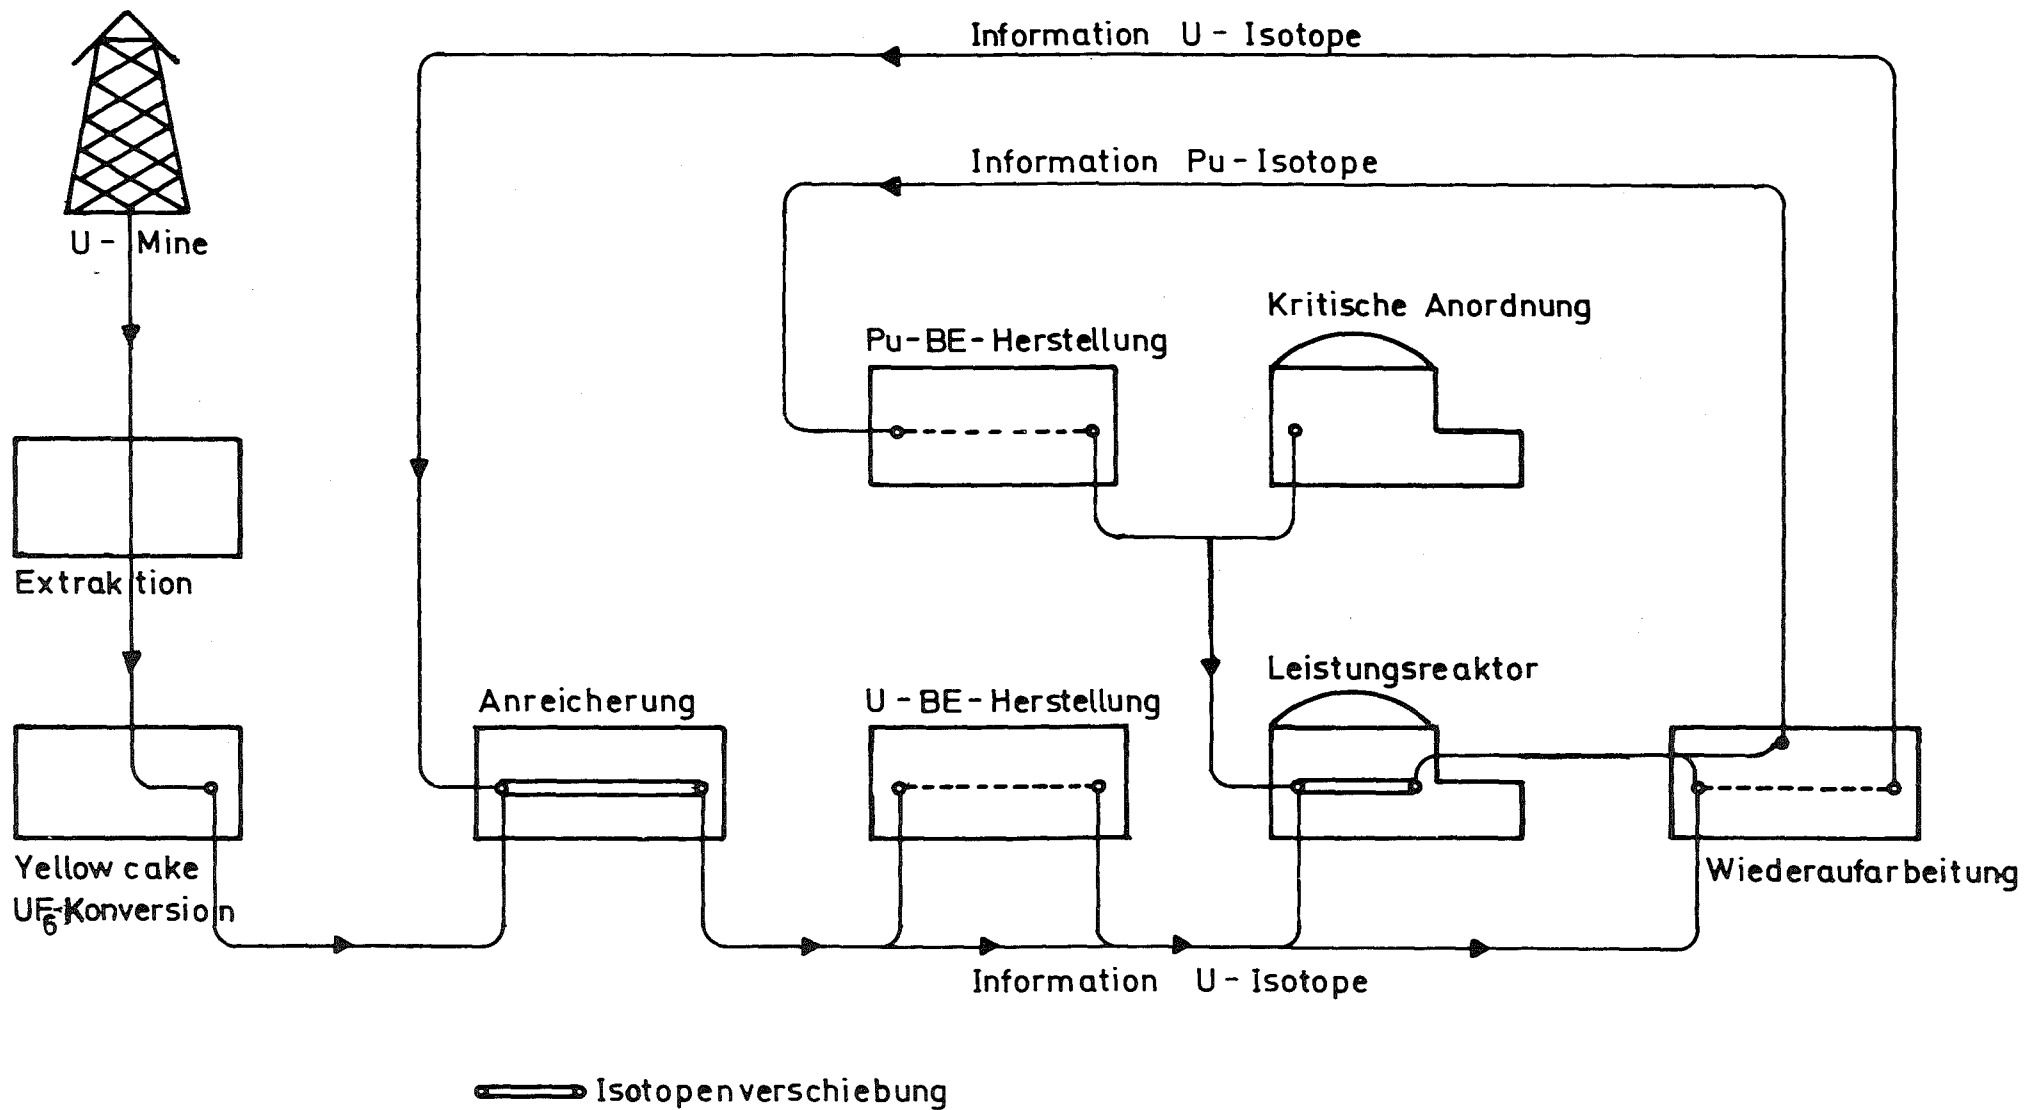 Information U - Isotope
Information Pu - Isotope
U - Mine
Kritische Anordnung
Pu - BE - Herstellung
Extraktion
Leistungsreaktor
Anreicherung
U - BE - Herstellung
Yellow cake
UF6-Konversion
Wiederaufarbeitung
Information U - Isotope
Isotopenverschiebung